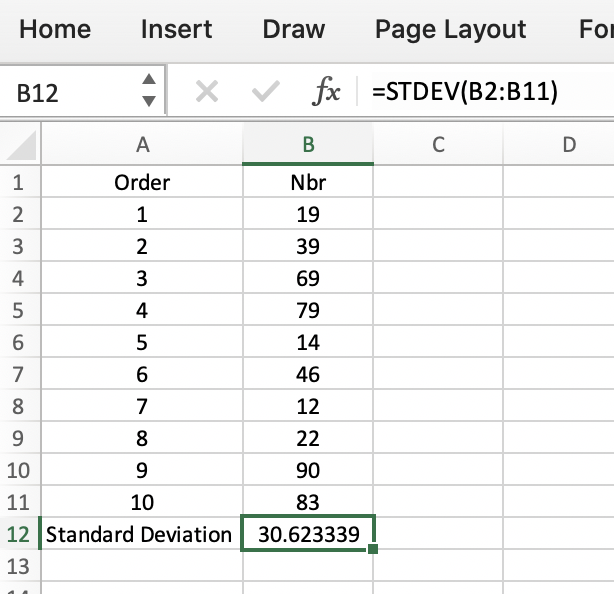 Home Insert Draw Page Layout
B12 fx =STDEV(B2:B11)
A B C D
1 Order Nbr
2 1 19
3 2 39
4 3 69
5 4 79
6 5 14
7 6 46
8 7 12
9 8 22
10 9 90
11 10 83
12 Standard Deviation 30.623339
13